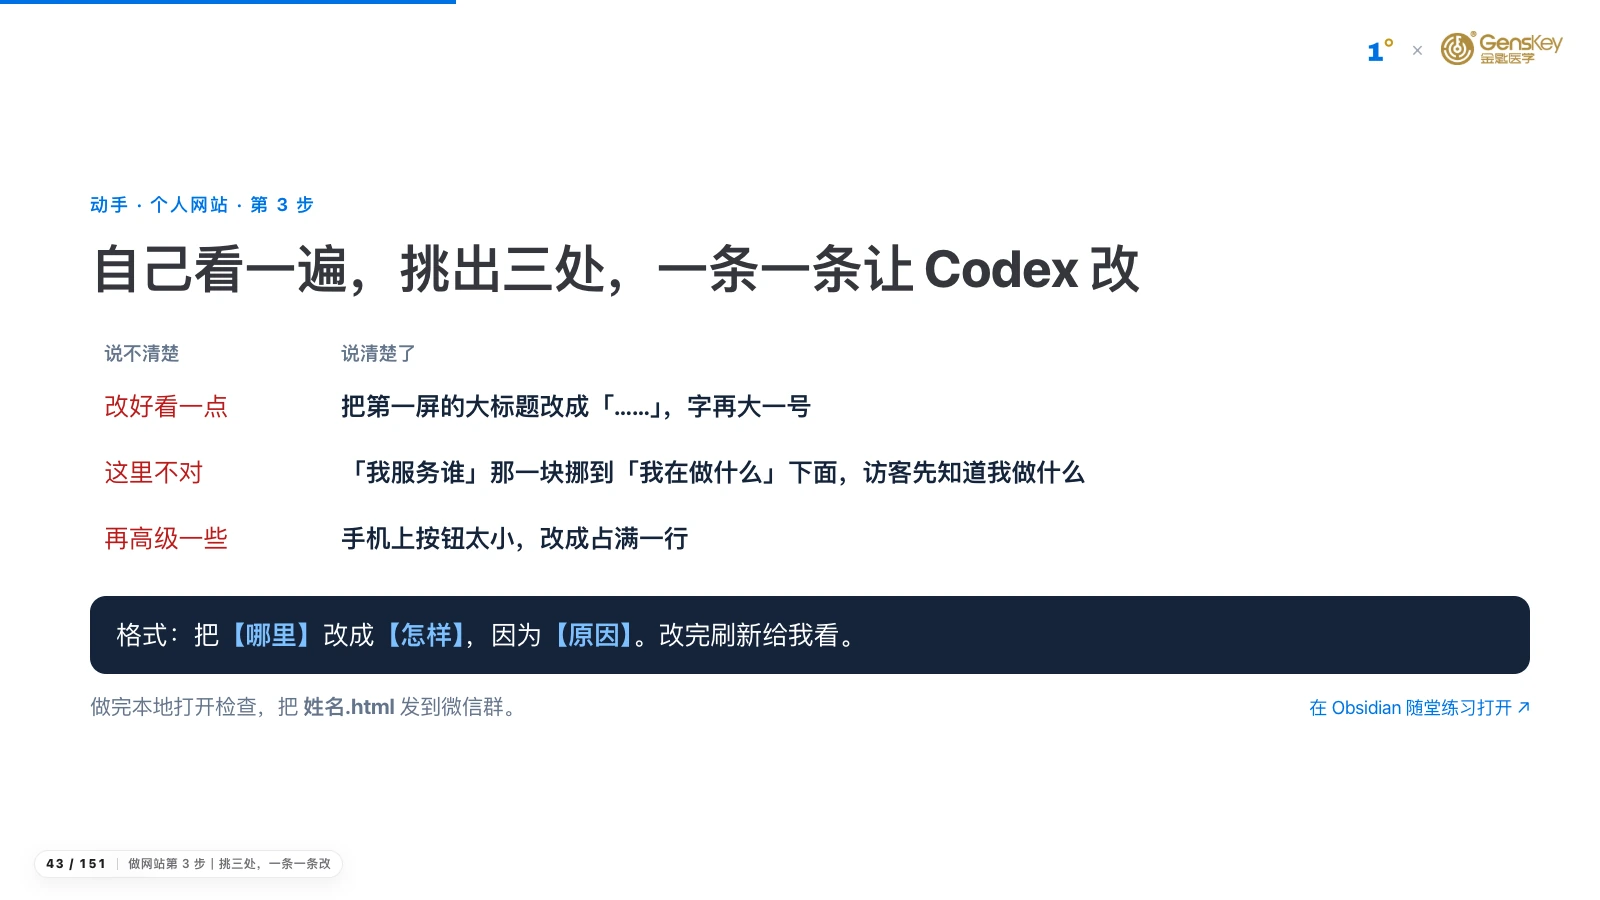 1°
×
GensKey®
金匙医学
动手 · 个人网站 · 第 3 步
自己看一遍，挑出三处，一条一条让 Codex 改
说不清楚 说清楚了
改好看一点 把第一屏的大标题改成「……」，字再大一号
这里不对 「我服务谁」那一块挪到「我在做什么」下面，访客先知道我做什么
再高级一些 手机上按钮太小，改成占满一行
格式：把【哪里】改成【怎样】，因为【原因】。改完刷新给我看。
做完本地打开检查，把 姓名.html 发到微信群。
在 Obsidian 随堂练习打开 ↗
43 / 151 | 做网站第 3 步 | 挑三处，一条一条改